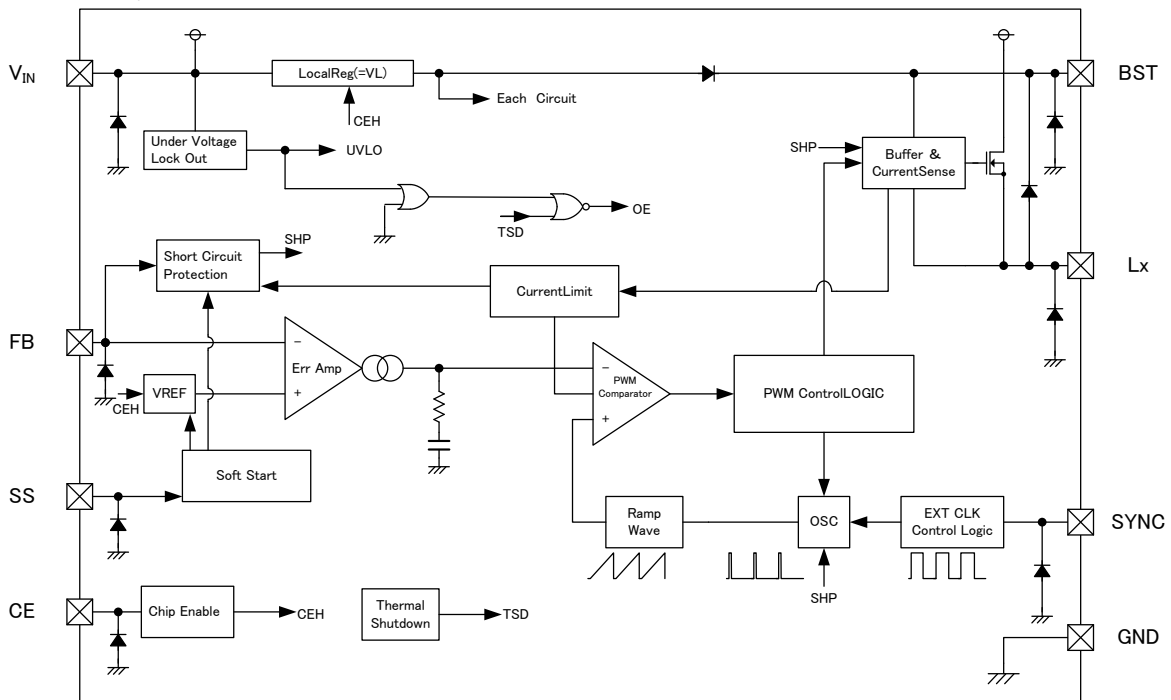 VIN
LocalReg(=VL)
BST
Each Circuit
CEH
Under Voltage
Lock Out
UVLO
SHP
Buffer &
CurrentSense
OE
TSD
SHP
Short Circuit
Protection
CurrentLimit
Lx
FB
−
Err Amp
+
CEH
VREF
−
PWM
Comparator
+
PWM ControlLOGIC
Soft Start
SS
Ramp
Wave
OSC
EXT CLK
Control Logic
SYNC
SHP
CE
Chip Enable
CEH
Thermal
Shutdown
TSD
GND